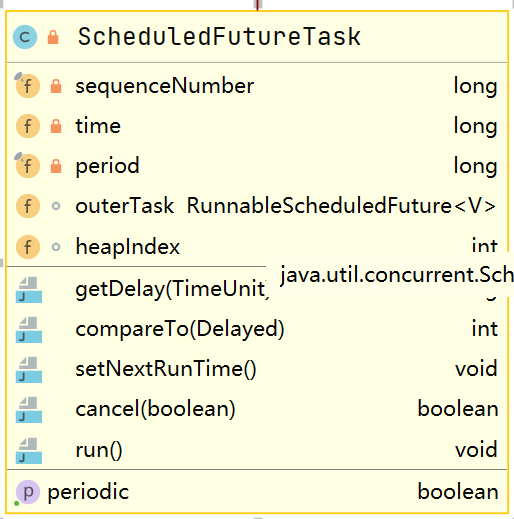 ScheduledFutureTask
sequenceNumber long
time long
period long
outerTask RunnableScheduledFuture<V>
heapIndex int
getDelay(TimeUnit)
java.util.concurrent.Sch
compareTo(Delayed) int
setNextRunTime() void
cancel(boolean) boolean
run() void
periodic boolean